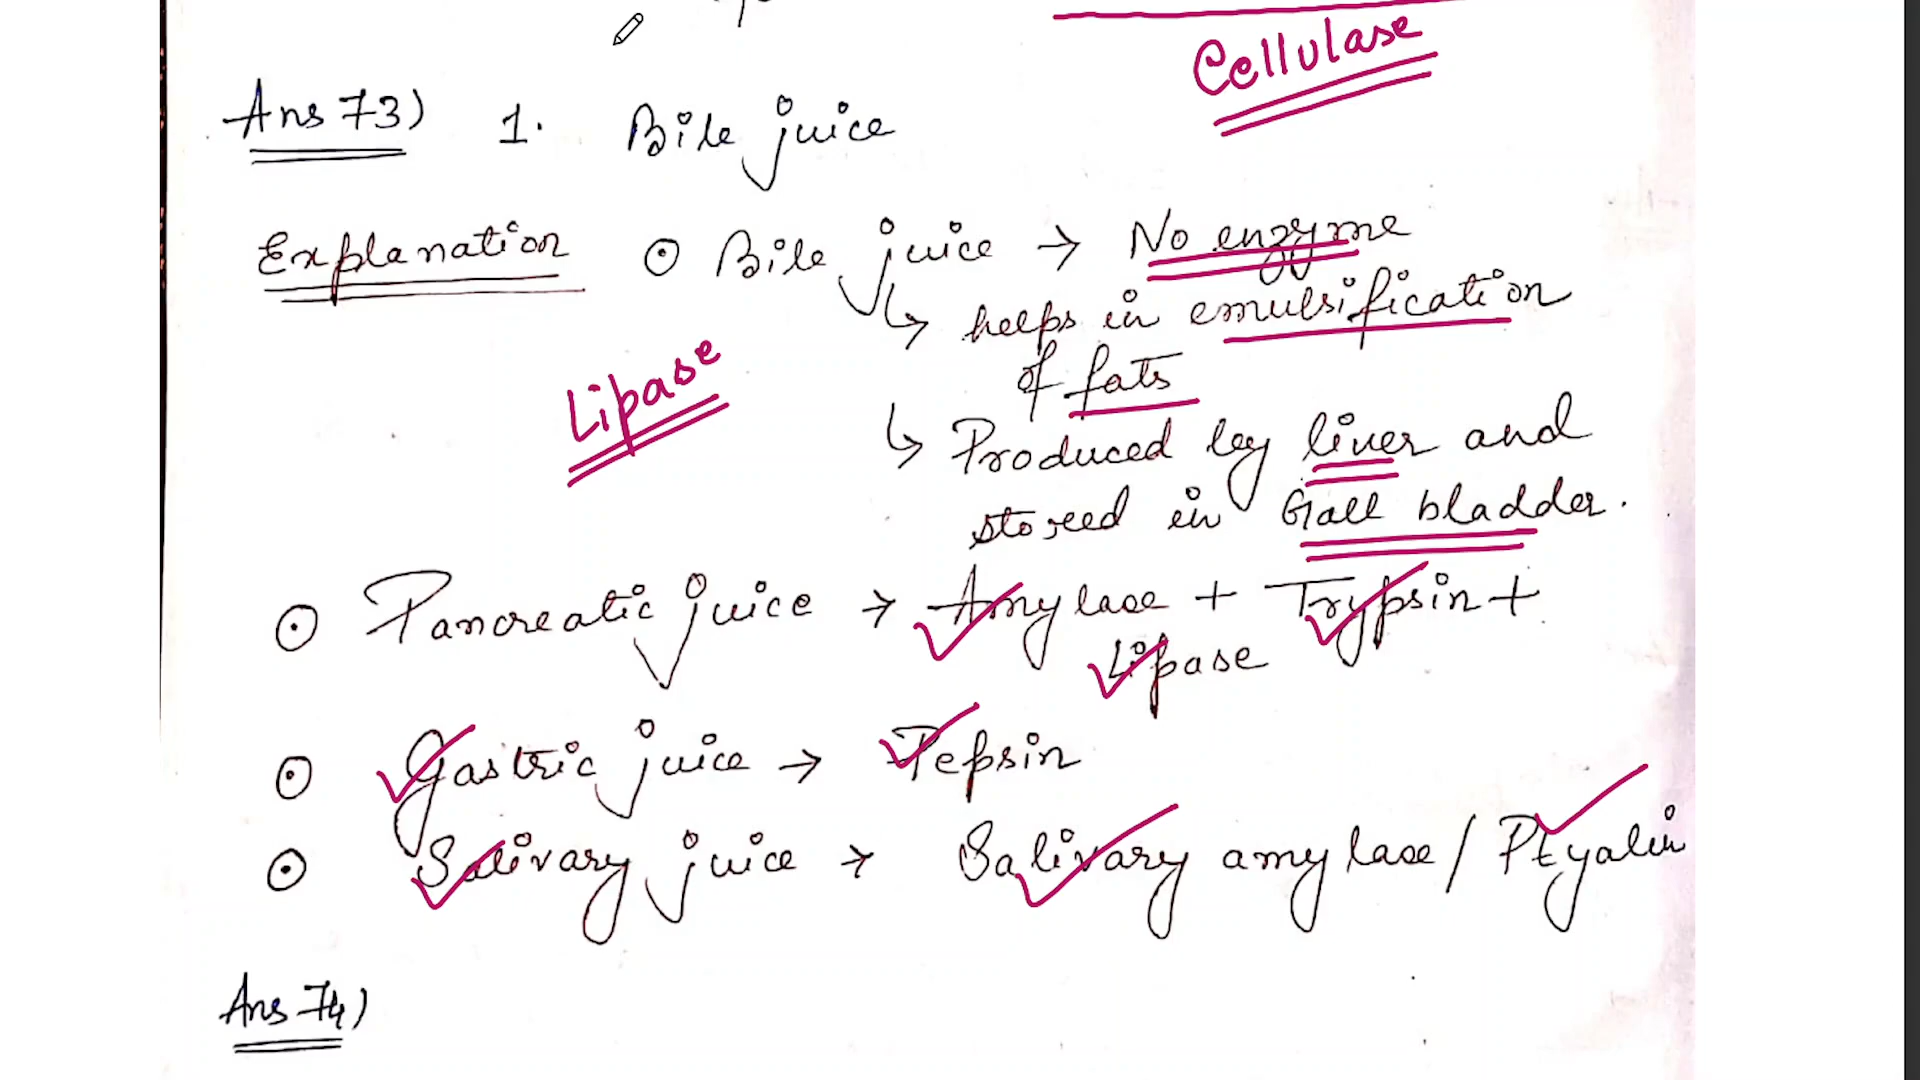 Cellulase
Ans 73) 1. Bile juice
Explanation ⊙ Bile juice → No enzyme
↳ helps in emulsification
of fats
Lipase
↳ Produced by liver and
stored in Gall bladder.
⊙ Pancreatic juice → Amylase + Trypsin +
Lipase
⊙ Gastric juice → Pepsin
⊙ Salivary juice → Salivary amylase / Ptyalin
Ans 74)